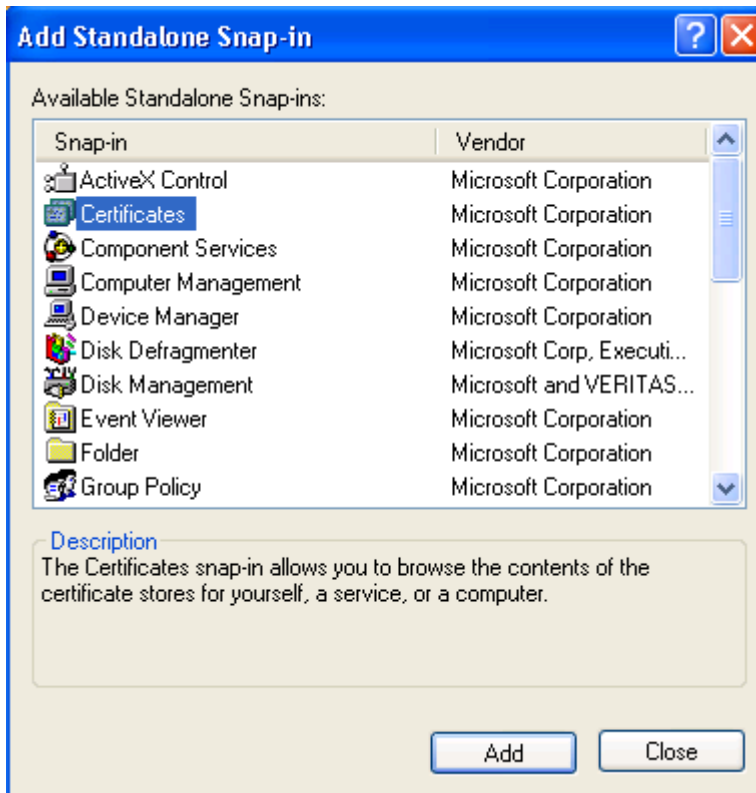 Add Standalone Snap-in
Available Standalone Snap-ins:
Snap-in Vendor
ActiveX Control Microsoft Corporation
Certificates Microsoft Corporation
Component Services Microsoft Corporation
Computer Management Microsoft Corporation
Device Manager Microsoft Corporation
Disk Defragmenter Microsoft Corp, Executi...
Disk Management Microsoft and VERITAS...
Event Viewer Microsoft Corporation
Folder Microsoft Corporation
Group Policy Microsoft Corporation
Description
The Certificates snap-in allows you to browse the contents of the
certificate stores for yourself, a service, or a computer.
Add Close